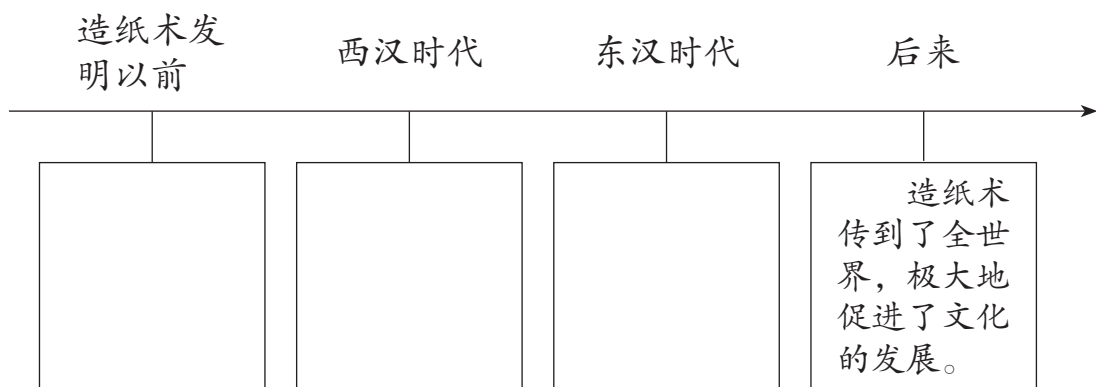 造纸术发
明以前
西汉时代
东汉时代
后来
造纸术
传到了全世
界，极大地
促进了文化
的发展。